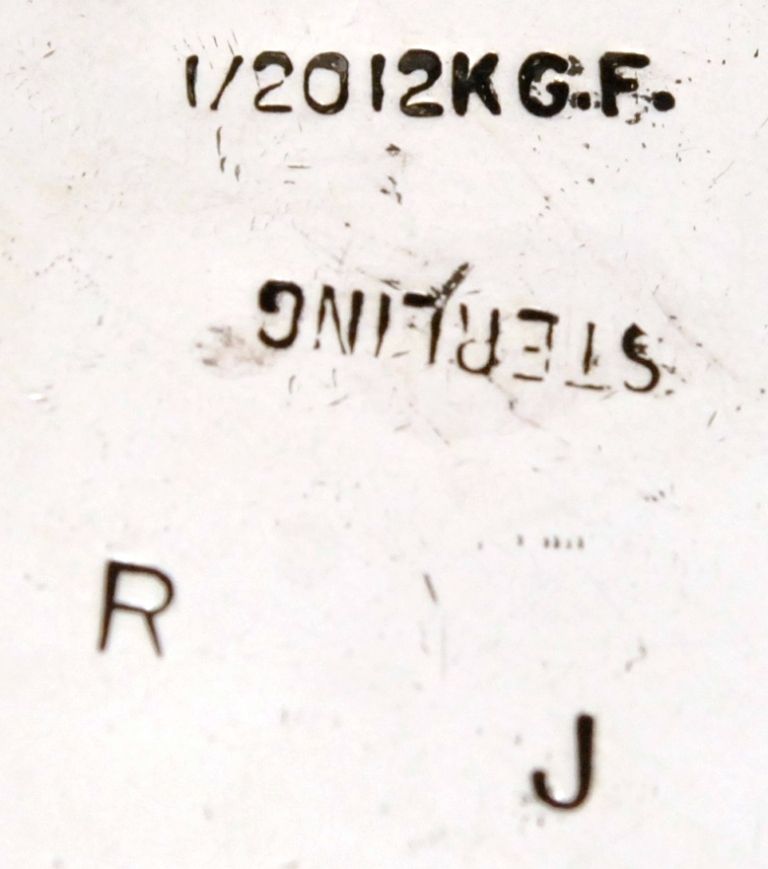 1/20 12K G.F.
STERLING
R
J